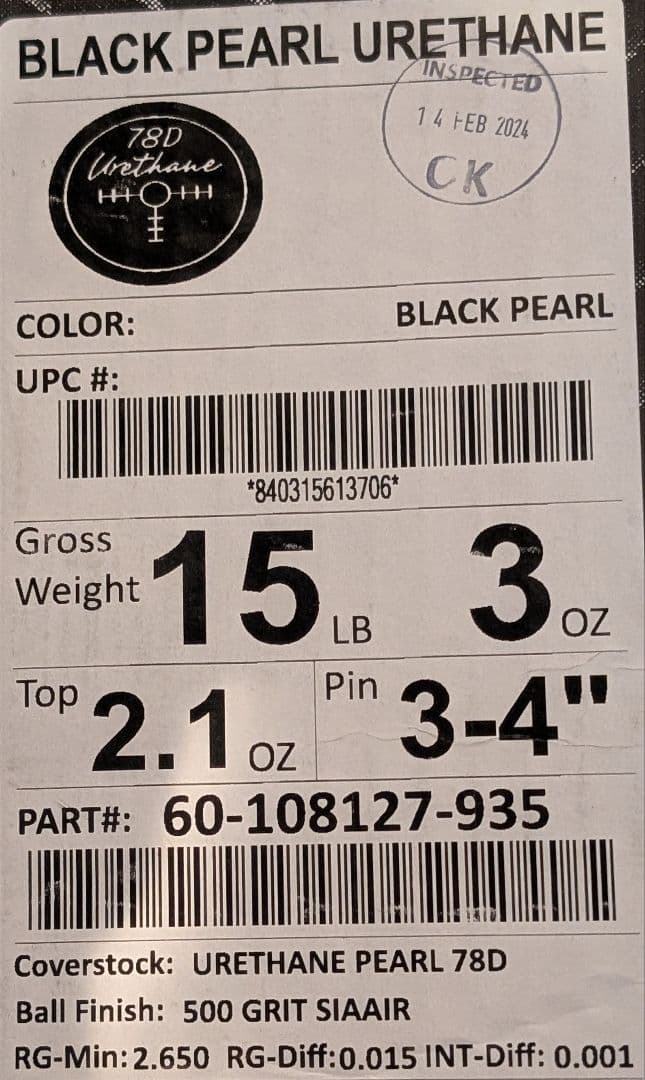 BLACK PEARL URETHANE
INSPECTED
14 FEB 2024
CK
78D
Urethane
COLOR: BLACK PEARL
UPC #:
*840315613706*
Gross Weight 15 LB 3 OZ
Top 2.1 OZ Pin 3-4"
PART#: 60-108127-935
Coverstock: URETHANE PEARL 78D
Ball Finish: 500 GRIT SIAAIR
RG-Min: 2.650 RG-Diff: 0.015 INT-Diff: 0.001